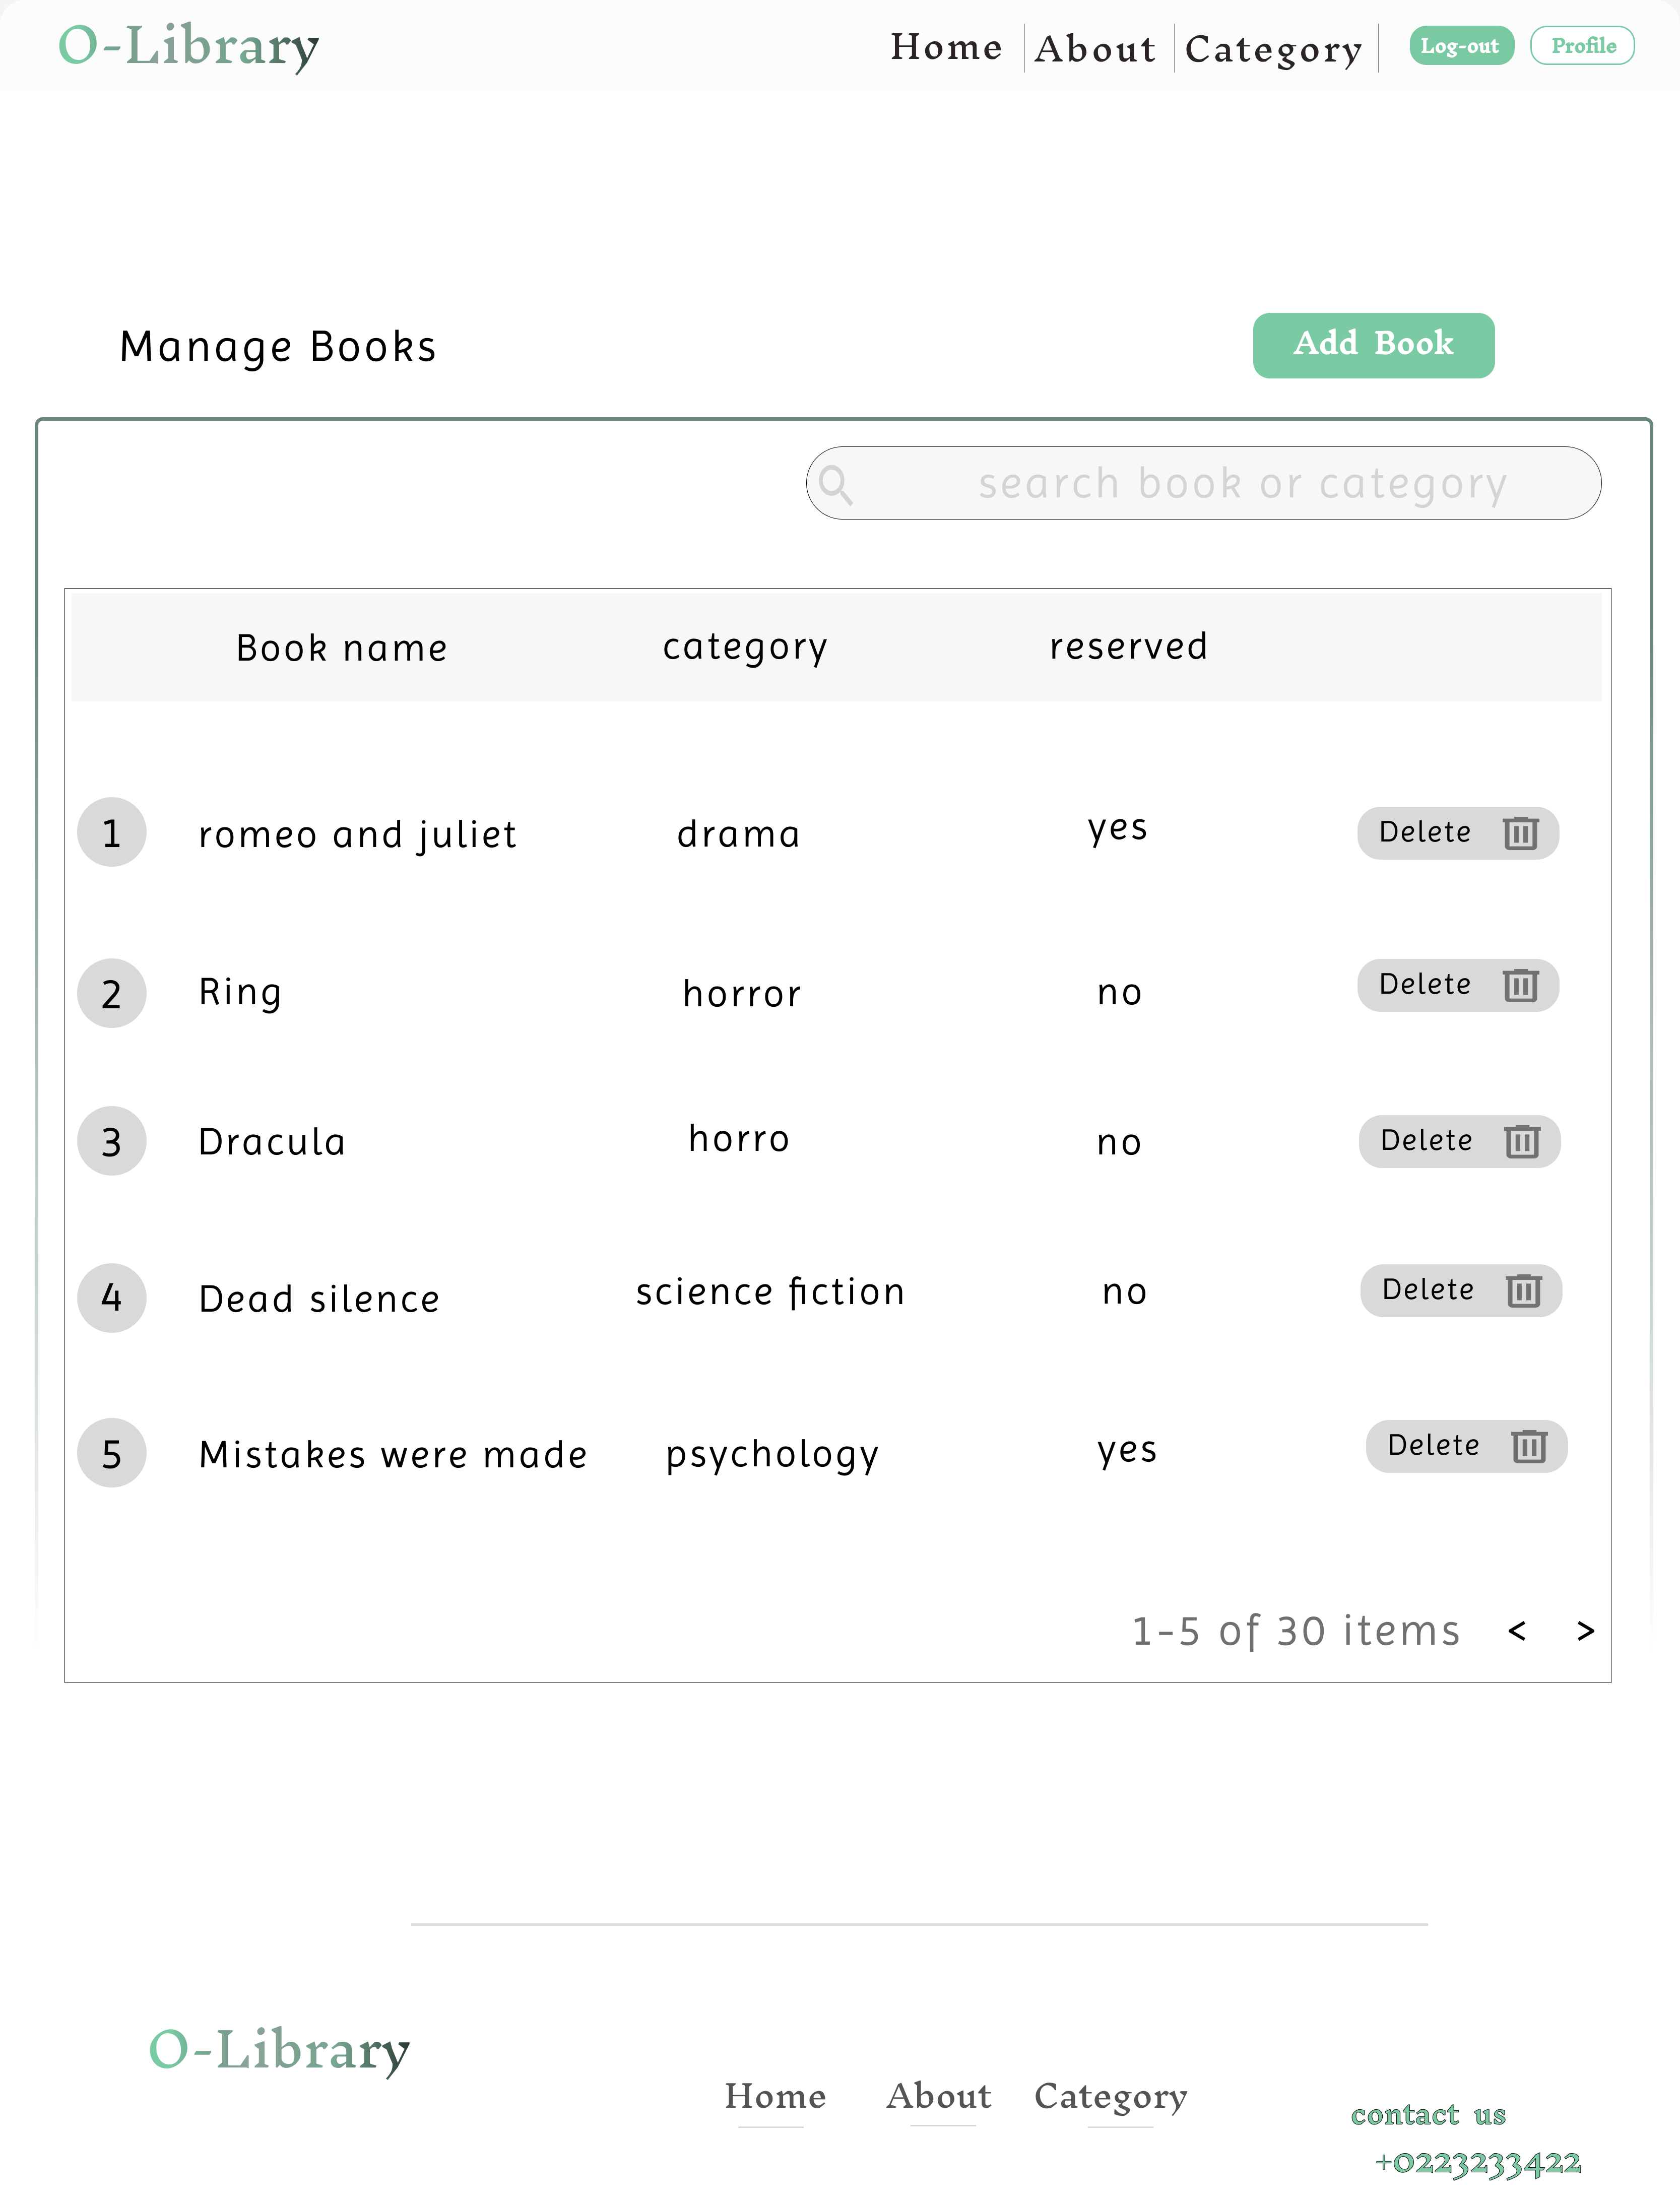 O-Library Home About Category Log-out Profile
Manage Books Add Book
search book or category
Book name category reserved
1 romeo and juliet drama yes Delete
2 Ring horror no Delete
3 Dracula horro no Delete
4 Dead silence science fiction no Delete
5 Mistakes were made psychology yes Delete
1-5 of 30 items < >
O-Library
Home About Category
contact us
+0223233422